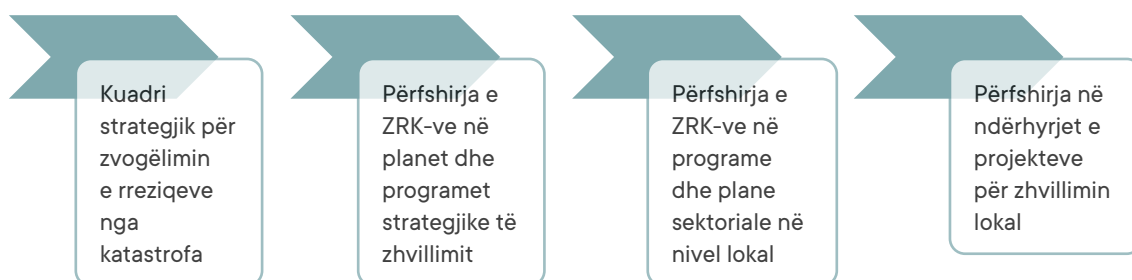 Kuadri
strategjik për
zvogëlimin
e rreziqeve
nga
katastrofa
Përfshirja e
ZRK-ve në
planet dhe
programet
strategjike të
zhvillimit
Përfshirja e
ZRK-ve në
programe
dhe plane
sektoriale në
nivel lokal
Përfshirja në
ndërhyrjet e
projekteve
për zhvillimin
lokal